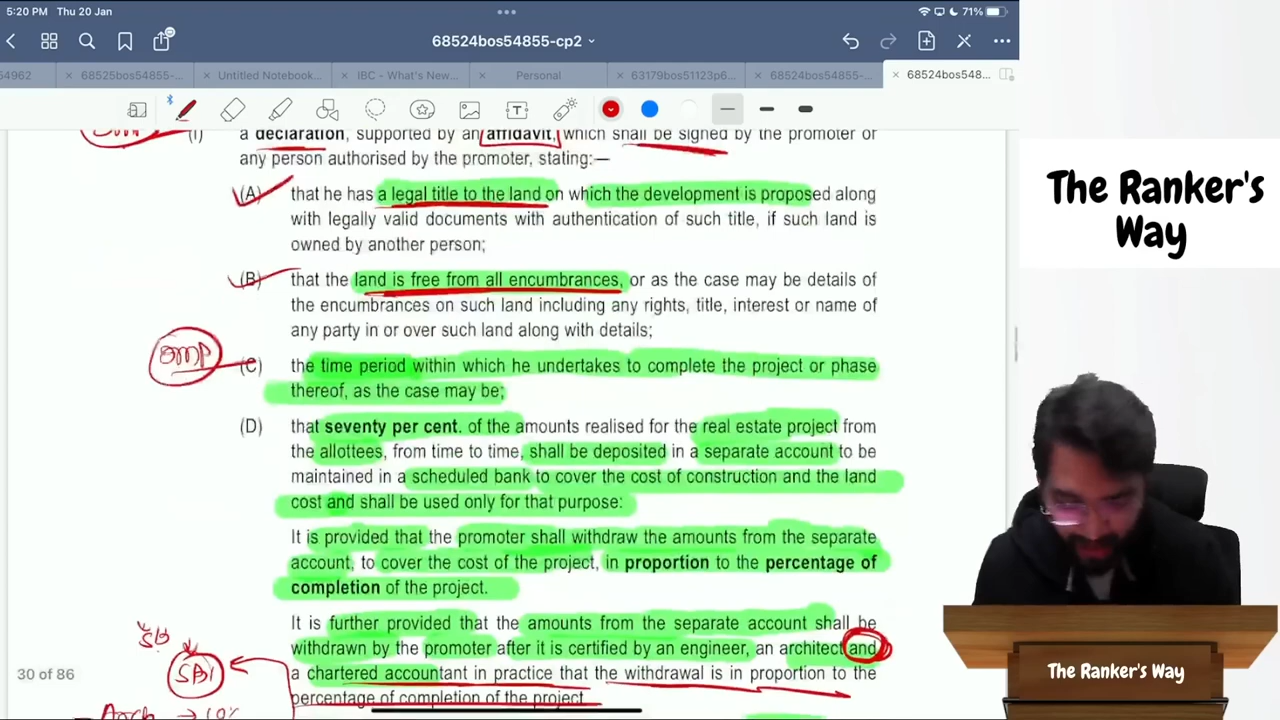 5:20 PM Thu 20 Jan
71%
68524bos54855-cp2
54962
68525bos54855-...
Untitled Notebook...
IBC - What's New...
Personal
63179bos51123p6...
68524bos54855-...
68524bos548...
(i) a declaration, supported by an affidavit, which shall be signed by the promoter or
any person authorised by the promoter, stating:—
(A) that he has a legal title to the land on which the development is proposed along
with legally valid documents with authentication of such title, if such land is
owned by another person;
(B) that the land is free from all encumbrances, or as the case may be details of
the encumbrances on such land including any rights, title, interest or name of
any party in or over such land along with details;
(C) the time period within which he undertakes to complete the project or phase
thereof, as the case may be;
(D) that seventy per cent. of the amounts realised for the real estate project from
the allottees, from time to time, shall be deposited in a separate account to be
maintained in a scheduled bank to cover the cost of construction and the land
cost and shall be used only for that purpose:
It is provided that the promoter shall withdraw the amounts from the separate
account, to cover the cost of the project, in proportion to the percentage of
completion of the project.
It is further provided that the amounts from the separate account shall be
withdrawn by the promoter after it is certified by an engineer, an architect and
a chartered accountant in practice that the withdrawal is in proportion to the
percentage of completion of the project.
SBI
Arch → 10%
30 of 86
The Ranker's
Way
The Ranker's Way